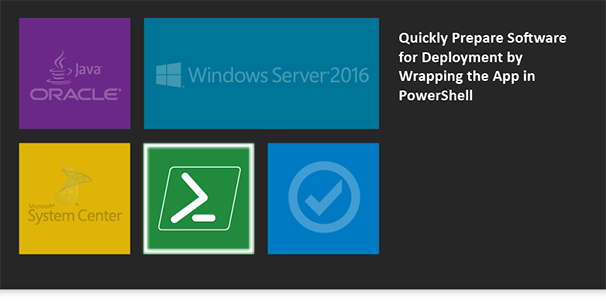 Java
ORACLE
Windows Server 2016
Microsoft
System Center
Quickly Prepare Software
for Deployment by
Wrapping the App in
PowerShell